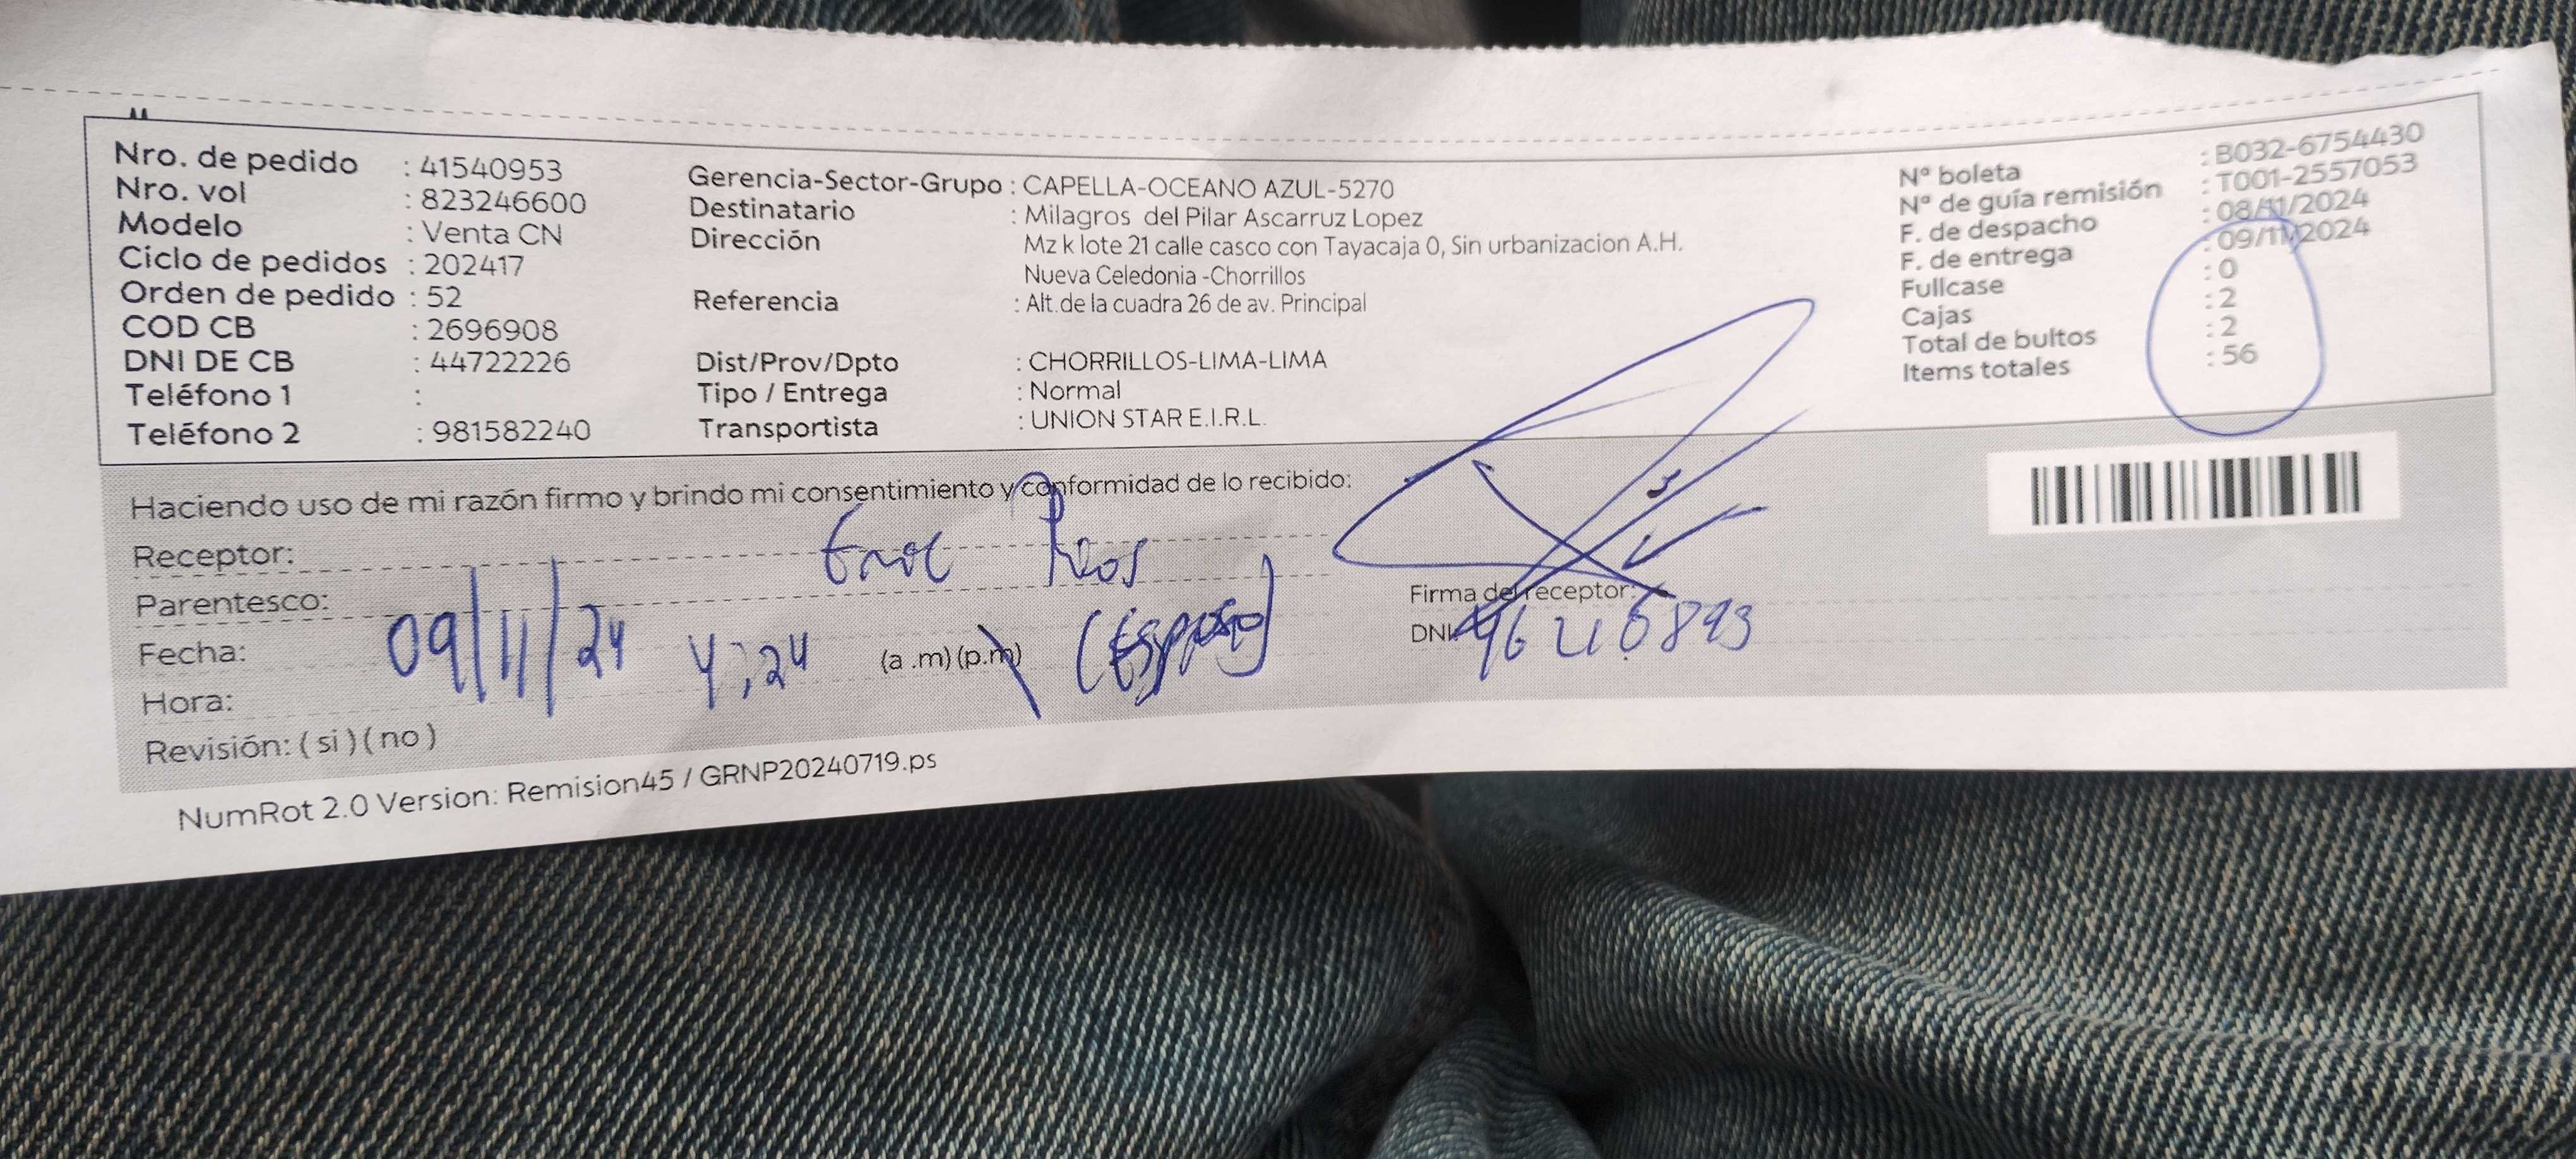 Nro. de pedido : 41540953
Nro. vol : 823246600
Modelo : Venta CN
Ciclo de pedidos : 202417
Orden de pedido : 52
COD CB : 2696908
DNI DE CB : 44722226
Teléfono 1 :
Teléfono 2 : 981582240
Gerencia-Sector-Grupo : CAPELLA-OCEANO AZUL-5270
Destinatario : Milagros del Pilar Ascarruz Lopez
Dirección Mz k lote 21 calle casco con Tayacaja 0, Sin urbanizacion A.H.
Nueva Celedonia -Chorrillos
Referencia : Alt.de la cuadra 26 de av. Principal
Dist/Prov/Dpto : CHORRILLOS-LIMA-LIMA
Tipo / Entrega : Normal
Transportista : UNION STAR E.I.R.L.
Nº boleta : B032-6754430
Nº de guía remisión : T001-2557053
F. de despacho : 08/11/2024
F. de entrega : 09/11/2024
Fullcase : 0
Cajas : 2
Total de bultos : 2
Items totales : 56
Haciendo uso de mi razón firmo y brindo mi consentimiento y conformidad de lo recibido:
Receptor:
Parentesco: (Esposo)
Fecha: 09/11/24
Hora: 4:24 (a .m) (p.m)
Revisión: ( si ) ( no )
Firma del receptor:
DNI:
NumRot 2.0 Version: Remision45 / GRNP20240719.ps